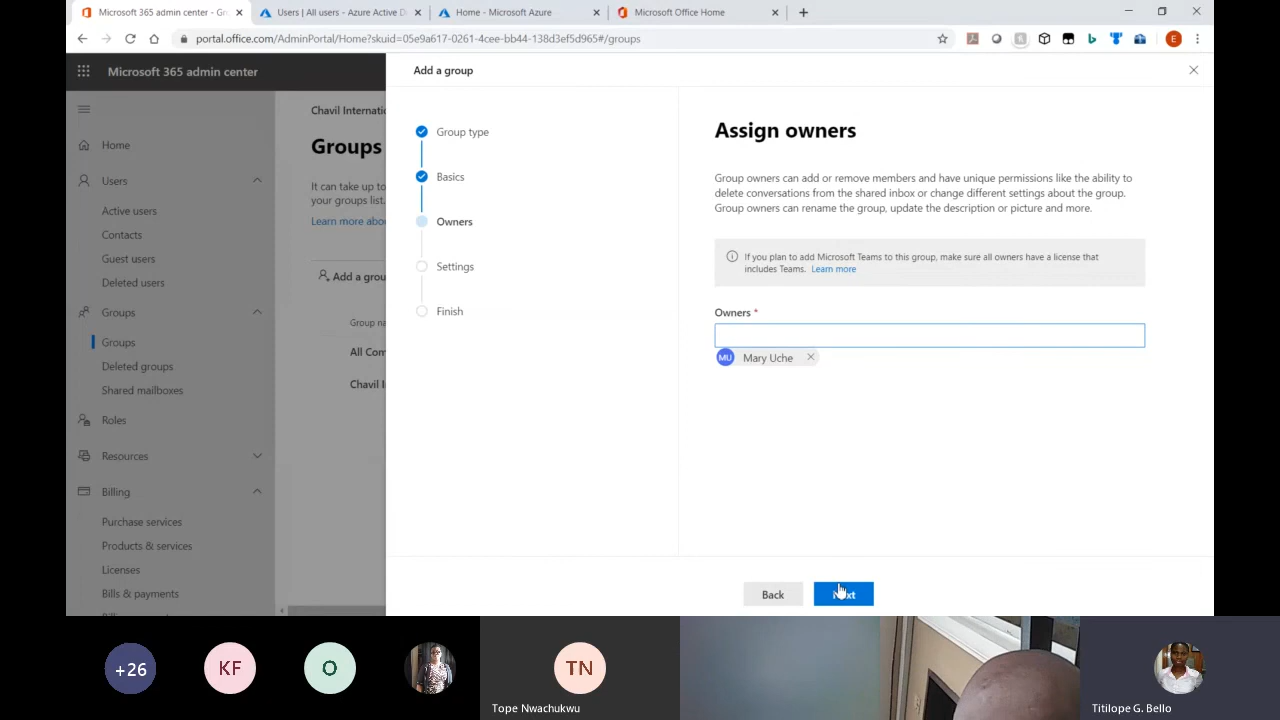 Microsoft 365 admin center - Gr
Users | All users - Azure Active D
Home - Microsoft Azure
Microsoft Office Home
portal.office.com/AdminPortal/Home?skuid=05e9a617-0261-4cee-bb44-138d3ef5d965#/groups
E
Microsoft 365 admin center
Home
Users
Active users
Contacts
Guest users
Deleted users
Groups
Groups
Deleted groups
Shared mailboxes
Roles
Resources
Billing
Purchase services
Products & services
Licenses
Bills & payments
Chavil Internatio
Groups
It can take up to
your groups list.
Learn more abou
Add a grou
Group na
All Com
Chavil I
Add a group
Group type
Basics
Owners
Settings
Finish
Assign owners
Group owners can add or remove members and have unique permissions like the ability to
delete conversations from the shared inbox or change different settings about the group.
Group owners can rename the group, update the description or picture and more.
If you plan to add Microsoft Teams to this group, make sure all owners have a license that
includes Teams. Learn more
Owners *
MU Mary Uche
Back
Next
+26
KF
O
TN
Tope Nwachukwu
Titilope G. Bello